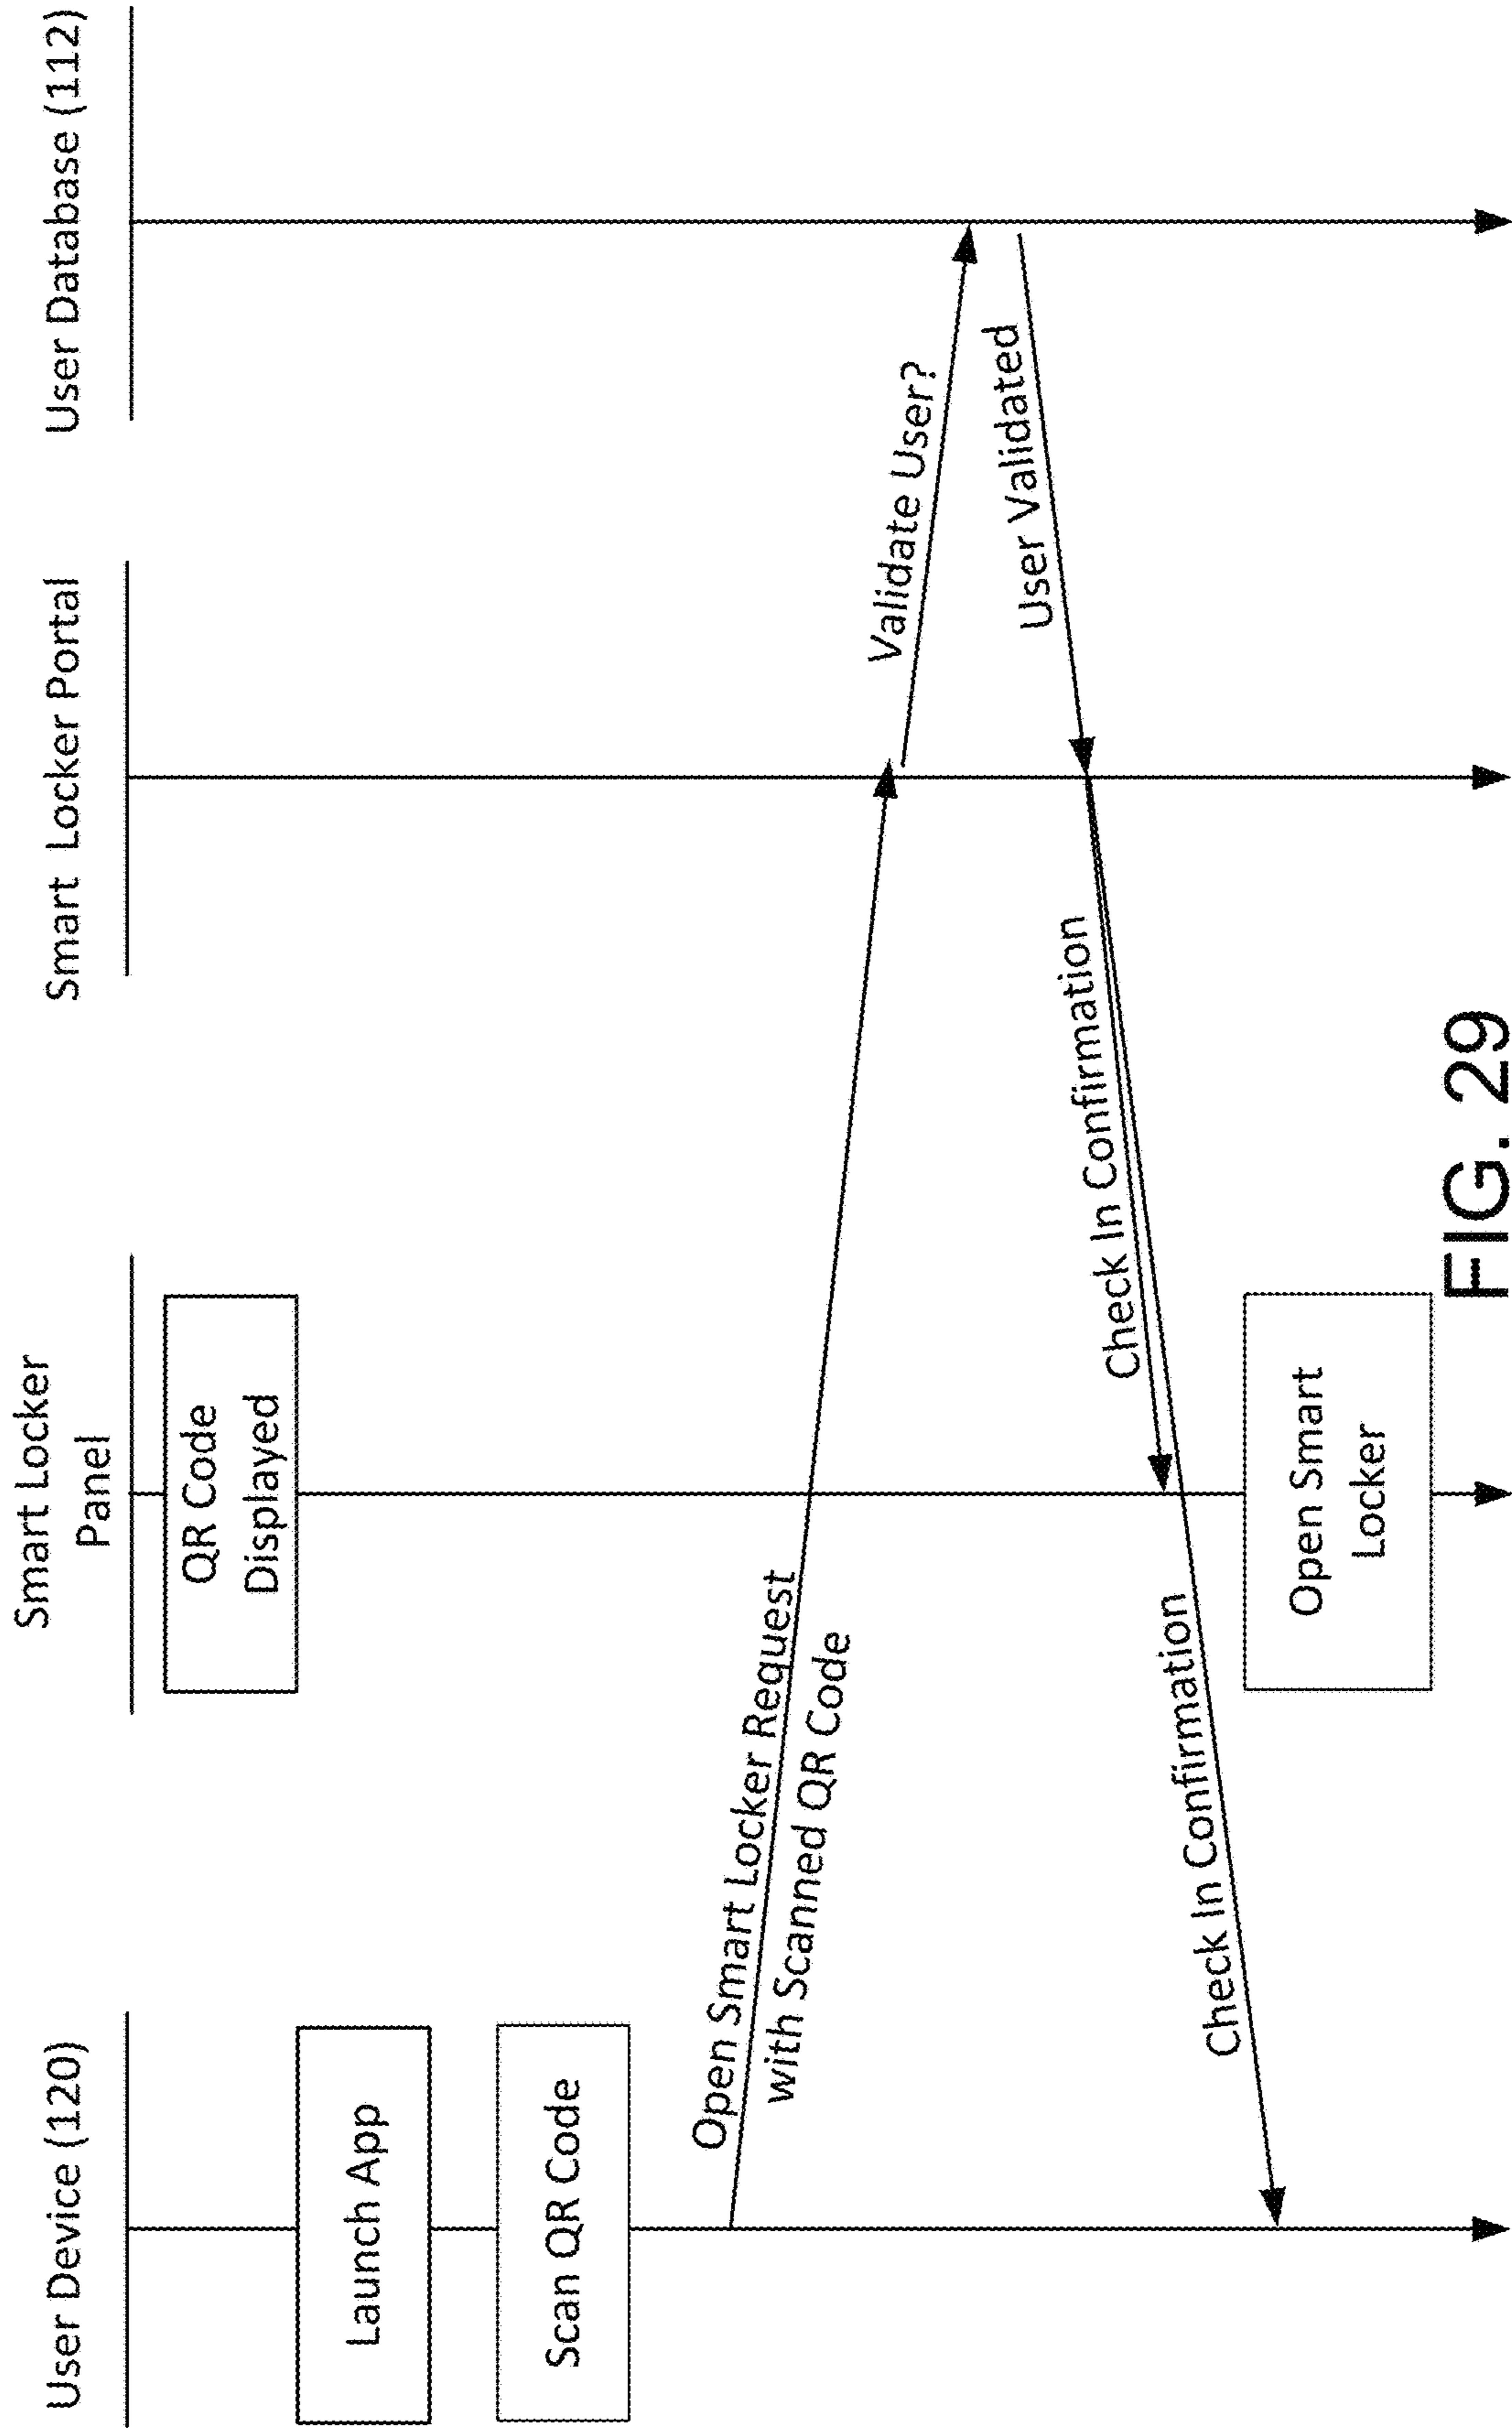 User Device (120)
Smart Locker
Panel
Smart Locker Portal
User Database (112)
QR Code
Displayed
Launch App
Scan QR Code
Open Smart Locker Request
with Scanned QR Code
Validate User?
User Validated
Check In Confirmation
Check In Confirmation
Open Smart
Locker
FIG. 29